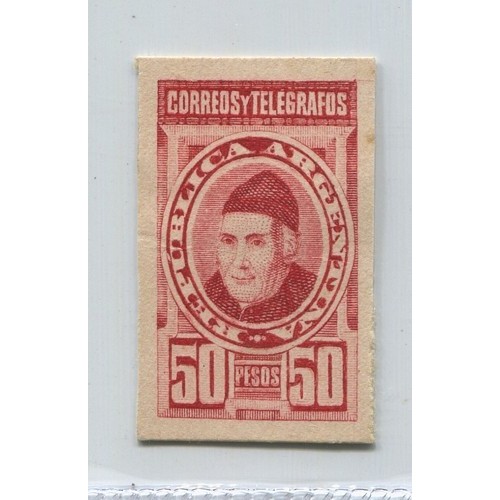 CORREOS Y TELEGRAFOS
REPUBLICA ARGENTINA
50 PESOS 50